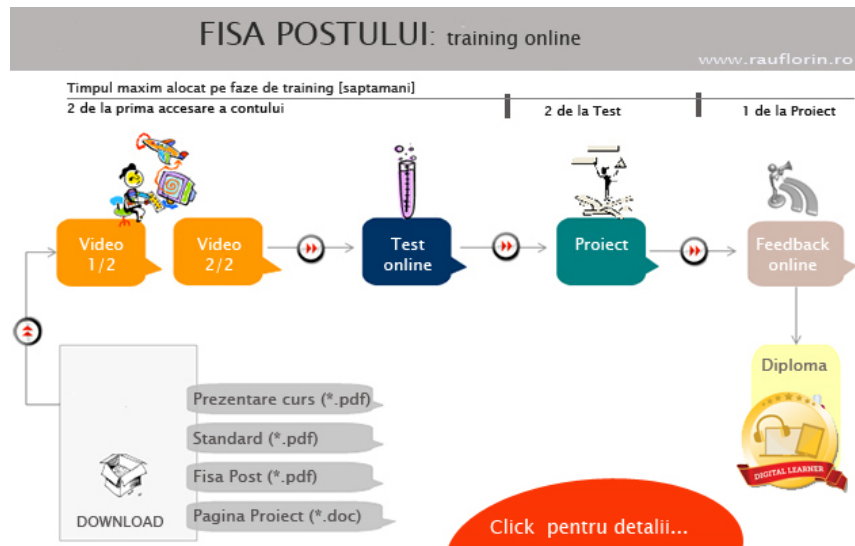 FISA POSTULUI: training online
www.rauflorin.ro
Timpul maxim alocat pe faze de training [saptamani]
2 de la prima accesare a contului
2 de la Test
1 de la Proiect
Video
1/2
Video
2/2
Test
online
Proiect
Feedback
online
Diploma
DIGITAL LEARNER
Prezentare curs (*.pdf)
Standard (*.pdf)
Fisa Post (*.pdf)
Pagina Proiect (*.doc)
DOWNLOAD
Click pentru detalii...